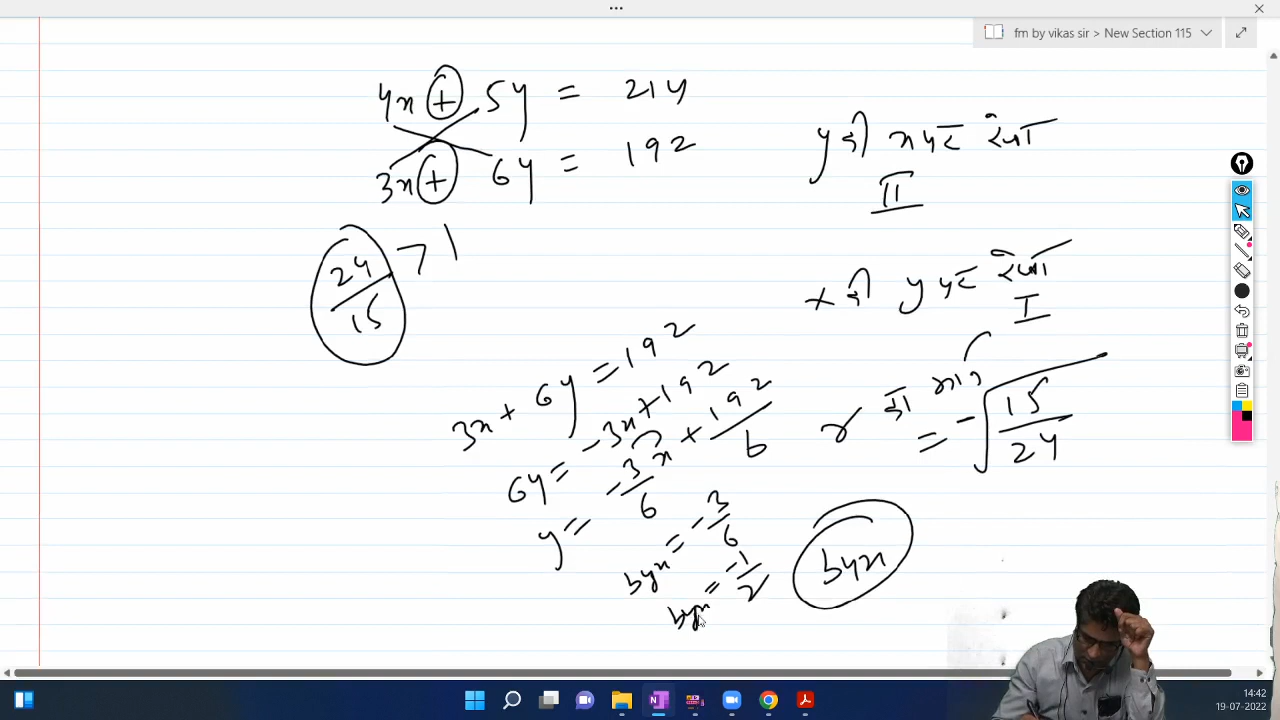 fm by vikas sir > New Section 115
4x + 5y = 214
3x + 6y = 192
y की x पर रेखा
II
24/15 > 1
x की y पर रेखा
I
3x + 6y = 192
6y = -3x + 192
y = -3/6 x + 192/6
r का मान = -√15/24
byx = -3/6
byx = -1/2
byx
14:42
19-07-2022